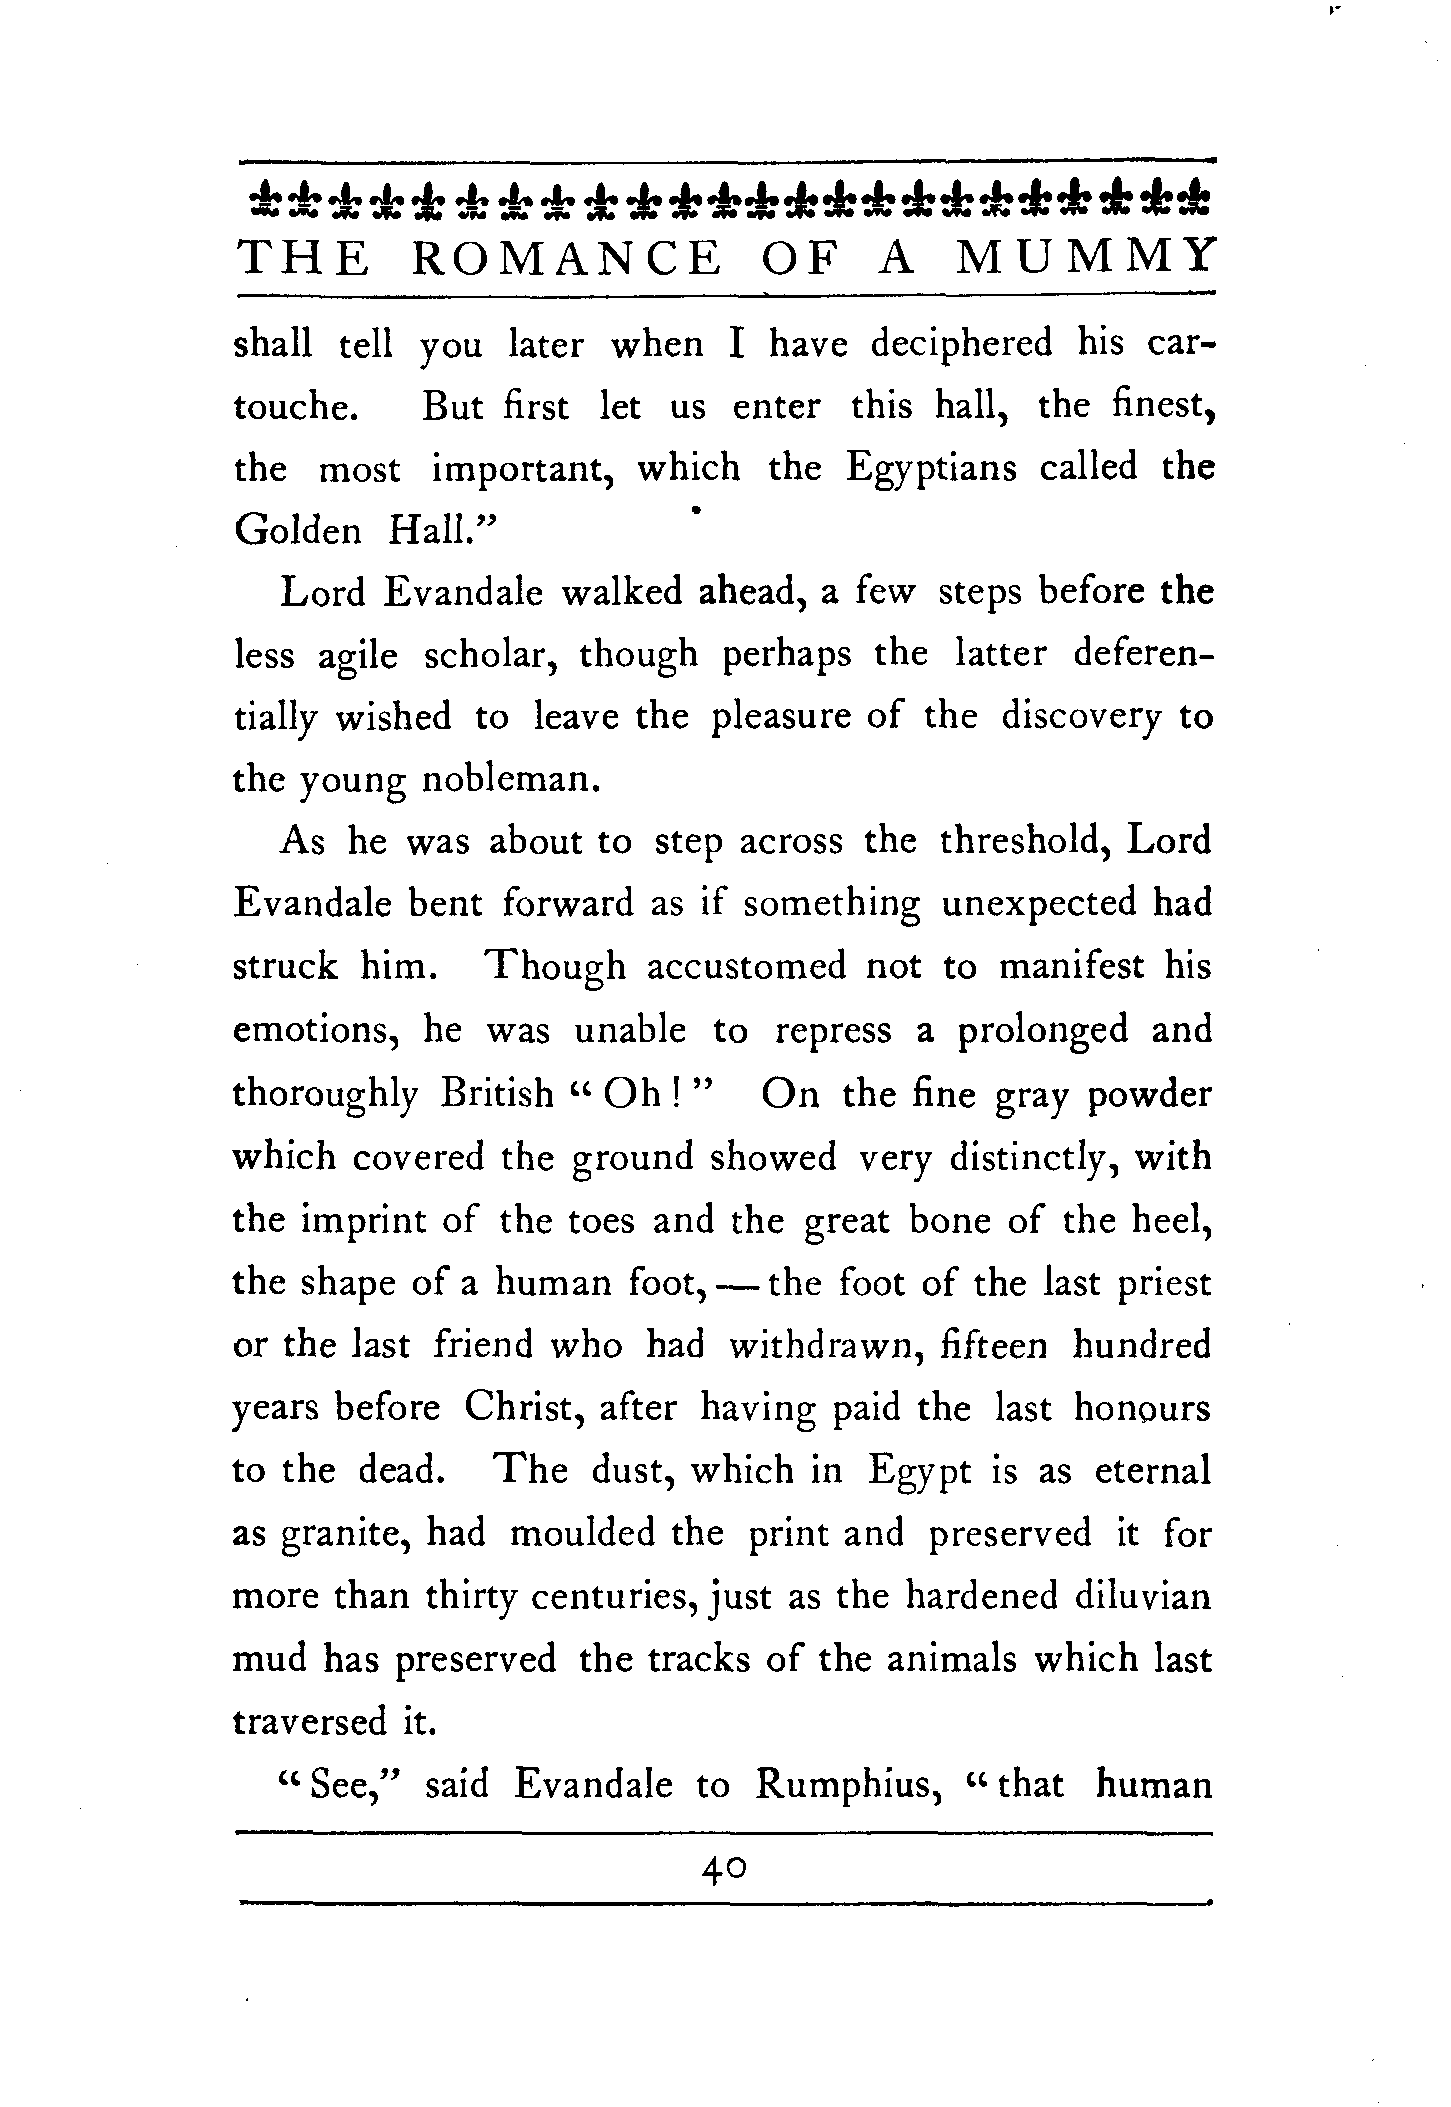 THE ROMANCE OF A MUMMY
shall tell you later when I have deciphered his car-
touche. But first let us enter this hall, the finest,
the most important, which the Egyptians called the
Golden Hall.”
Lord Evandale walked ahead, a few steps before the
less agile scholar, though perhaps the latter deferen-
tially wished to leave the pleasure of the discovery to
the young nobleman.
As he was about to step across the threshold, Lord
Evandale bent forward as if something unexpected had
struck him. Though accustomed not to manifest his
emotions, he was unable to repress a prolonged and
thoroughly British “ Oh ! ” On the fine gray powder
which covered the ground showed very distinctly, with
the imprint of the toes and the great bone of the heel,
the shape of a human foot, — the foot of the last priest
or the last friend who had withdrawn, fifteen hundred
years before Christ, after having paid the last honours
to the dead. The dust, which in Egypt is as eternal
as granite, had moulded the print and preserved it for
more than thirty centuries, just as the hardened diluvian
mud has preserved the tracks of the animals which last
traversed it.
“ See,” said Evandale to Rumphius, “ that human
40